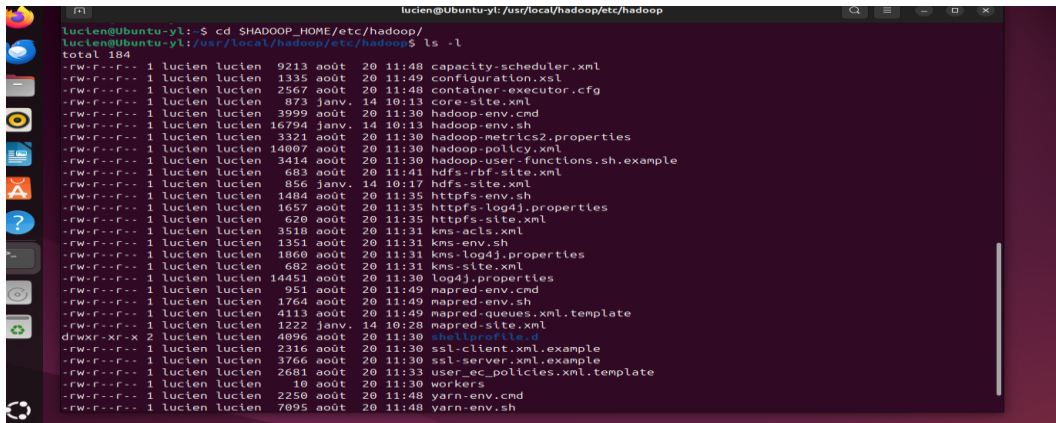 lucien@Ubuntu-yl: /usr/local/hadoop/etc/hadoop
lucien@Ubuntu-yl:~$ cd $HADOOP_HOME/etc/hadoop/
lucien@Ubuntu-yl:/usr/local/hadoop/etc/hadoop$ ls -l
total 184
-rw-r--r-- 1 lucien lucien  9213 août  20 11:48 capacity-scheduler.xml
-rw-r--r-- 1 lucien lucien  1335 août  20 11:49 configuration.xsl
-rw-r--r-- 1 lucien lucien  2567 août  20 11:48 container-executor.cfg
-rw-r--r-- 1 lucien lucien   873 janv. 14 10:13 core-site.xml
-rw-r--r-- 1 lucien lucien  3999 août  20 11:30 hadoop-env.cmd
-rw-r--r-- 1 lucien lucien 16794 janv. 14 10:13 hadoop-env.sh
-rw-r--r-- 1 lucien lucien  3321 août  20 11:30 hadoop-metrics2.properties
-rw-r--r-- 1 lucien lucien 14007 août  20 11:30 hadoop-policy.xml
-rw-r--r-- 1 lucien lucien  3414 août  20 11:30 hadoop-user-functions.sh.example
-rw-r--r-- 1 lucien lucien   683 août  20 11:41 hdfs-rbf-site.xml
-rw-r--r-- 1 lucien lucien   856 janv. 14 10:17 hdfs-site.xml
-rw-r--r-- 1 lucien lucien  1484 août  20 11:35 httpfs-env.sh
-rw-r--r-- 1 lucien lucien  1657 août  20 11:35 httpfs-log4j.properties
-rw-r--r-- 1 lucien lucien   620 août  20 11:35 httpfs-site.xml
-rw-r--r-- 1 lucien lucien  3518 août  20 11:31 kms-acls.xml
-rw-r--r-- 1 lucien lucien  1351 août  20 11:31 kms-env.sh
-rw-r--r-- 1 lucien lucien  1860 août  20 11:31 kms-log4j.properties
-rw-r--r-- 1 lucien lucien   682 août  20 11:31 kms-site.xml
-rw-r--r-- 1 lucien lucien 14451 août  20 11:30 log4j.properties
-rw-r--r-- 1 lucien lucien   951 août  20 11:49 mapred-env.cmd
-rw-r--r-- 1 lucien lucien  1764 août  20 11:49 mapred-env.sh
-rw-r--r-- 1 lucien lucien  4113 août  20 11:49 mapred-queues.xml.template
-rw-r--r-- 1 lucien lucien  1222 janv. 14 10:28 mapred-site.xml
drwxr-xr-x 2 lucien lucien  4096 août  20 11:30 shellprofile.d
-rw-r--r-- 1 lucien lucien  2316 août  20 11:30 ssl-client.xml.example
-rw-r--r-- 1 lucien lucien  3766 août  20 11:30 ssl-server.xml.example
-rw-r--r-- 1 lucien lucien  2681 août  20 11:33 user_ec_policies.xml.template
-rw-r--r-- 1 lucien lucien    10 août  20 11:30 workers
-rw-r--r-- 1 lucien lucien  2250 août  20 11:48 yarn-env.cmd
-rw-r--r-- 1 lucien lucien  7095 août  20 11:48 yarn-env.sh